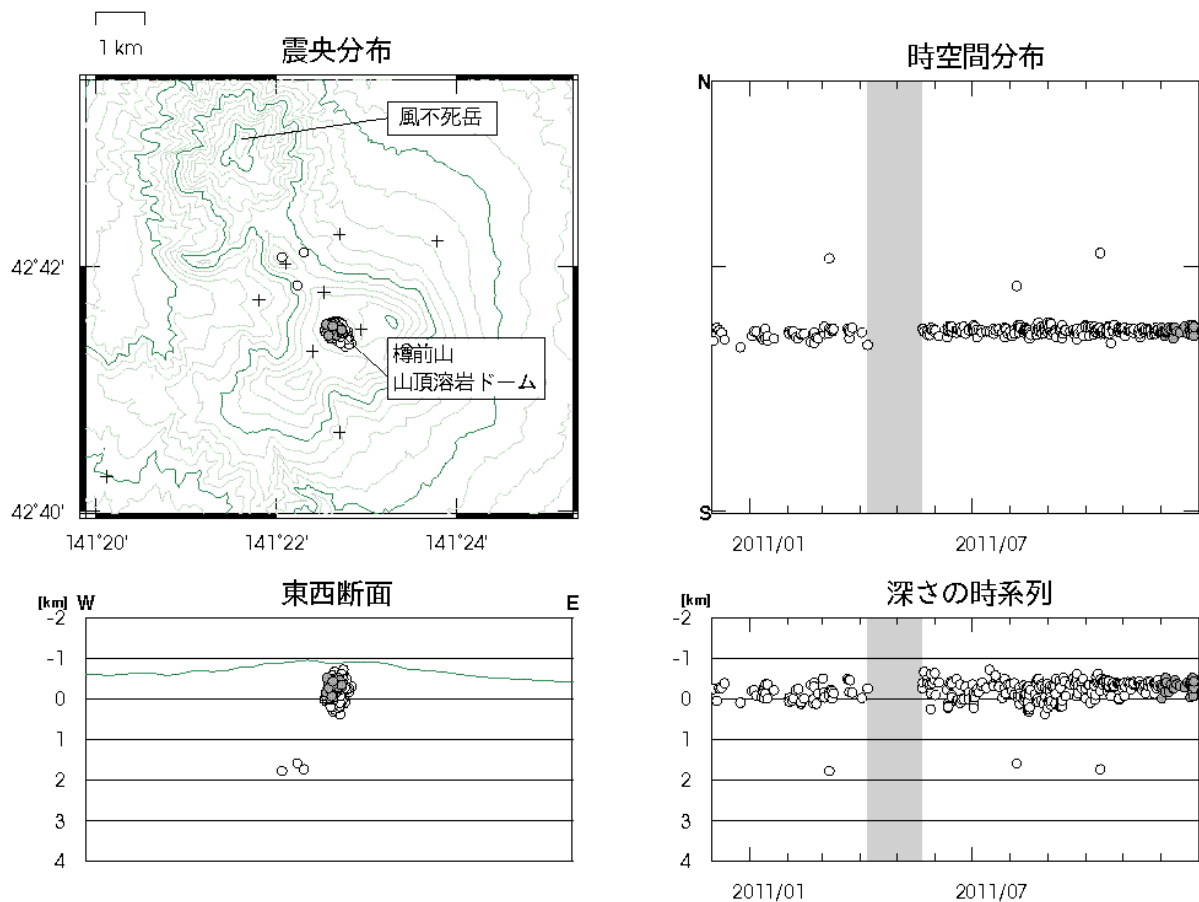 1 km
震央分布
風不死岳
42°42'
樽前山
山頂溶岩ドーム
42°40'
141°20'
141°22'
141°24'
時空間分布
N
S
2011/01
2011/07
東西断面
[km]
W
E
-2
-1
0
1
2
3
4
深さの時系列
[km]
-2
-1
0
1
2
3
4
2011/01
2011/07